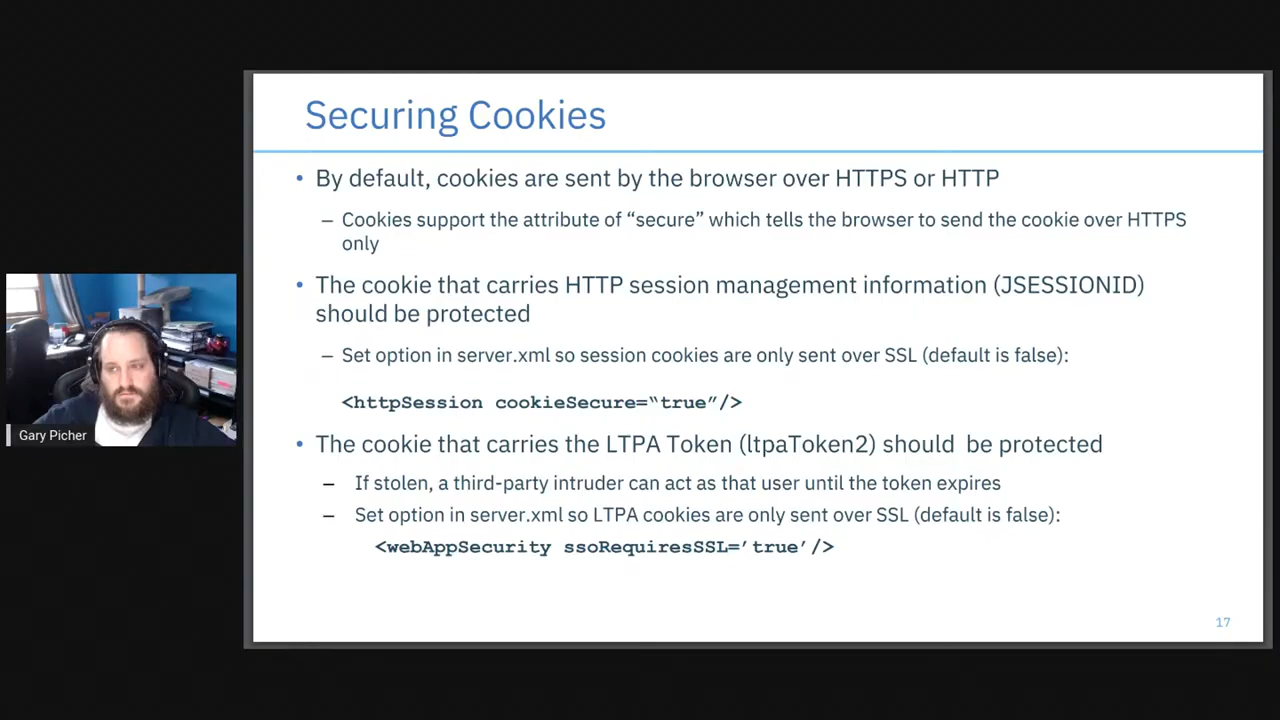 Securing Cookies
• By default, cookies are sent by the browser over HTTPS or HTTP
– Cookies support the attribute of “secure” which tells the browser to send the cookie over HTTPS
only
• The cookie that carries HTTP session management information (JSESSIONID)
should be protected
– Set option in server.xml so session cookies are only sent over SSL (default is false):
<httpSession cookieSecure=“true”/>
• The cookie that carries the LTPA Token (ltpaToken2) should  be protected
– If stolen, a third-party intruder can act as that user until the token expires
– Set option in server.xml so LTPA cookies are only sent over SSL (default is false):
<webAppSecurity ssoRequiresSSL=’true’/>
17
Gary Picher